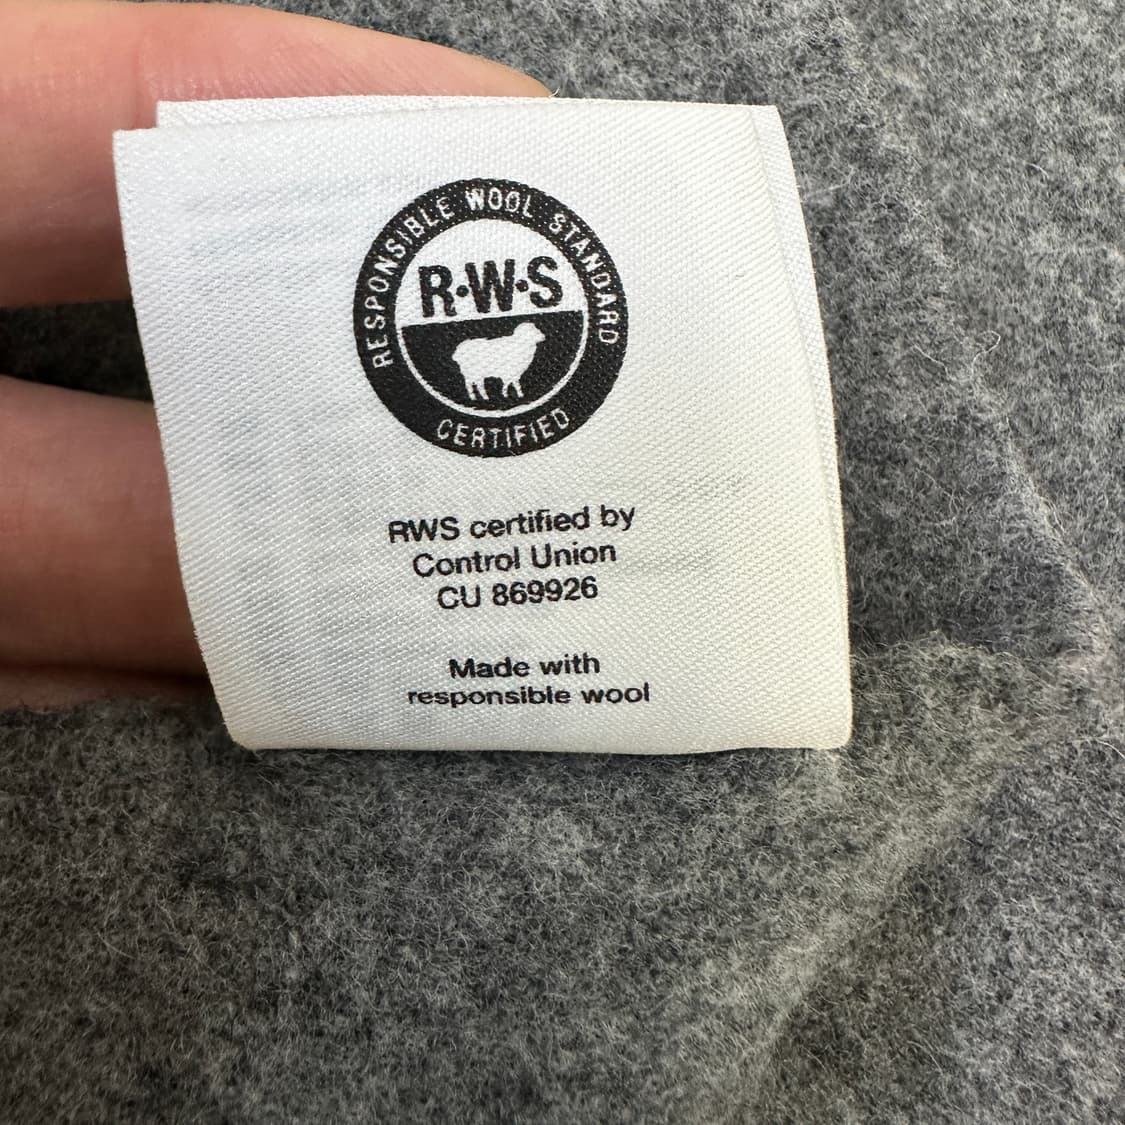 RESPONSIBLE WOOL STANDARD
R·W·S
CERTIFIED
RWS certified by
Control Union
CU 869926
Made with
responsible wool